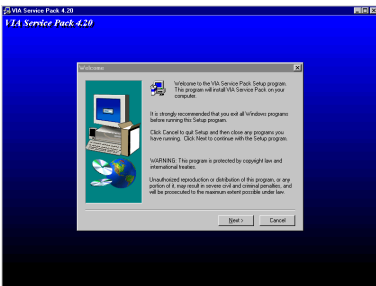 VIA Service Pack 4.20
VIA Service Pack 4.20
Welcome
Welcome to the VIA Service Pack Setup program.
This program will install VIA Service Pack on your
computer.
It is strongly recommended that you exit all Windows programs
before running this Setup program.
Click Cancel to quit Setup and then close any programs you
have running. Click Next to continue with the Setup program.
WARNING: This program is protected by copyright law and
international treaties.
Unauthorized reproduction or distribution of this program, or any
portion of it, may result in severe civil and criminal penalties, and
will be prosecuted to the maximum extent possible under law.
Next >
Cancel